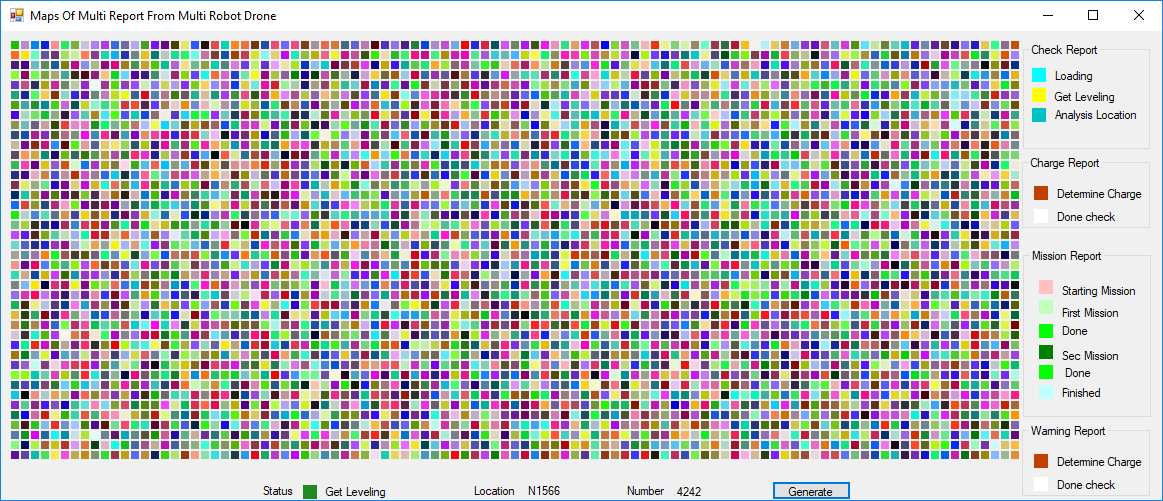 Maps Of Multi Report From Multi Robot Drone
Check Report
Loading
Get Leveling
Analysis Location
Charge Report
Determine Charge
Done check
Mission Report
Starting Mission
First Mission
Done
Sec Mission
Done
Finished
Warning Report
Determine Charge
Done check
Status Get Leveling Location N1566 Number 4242 Generate